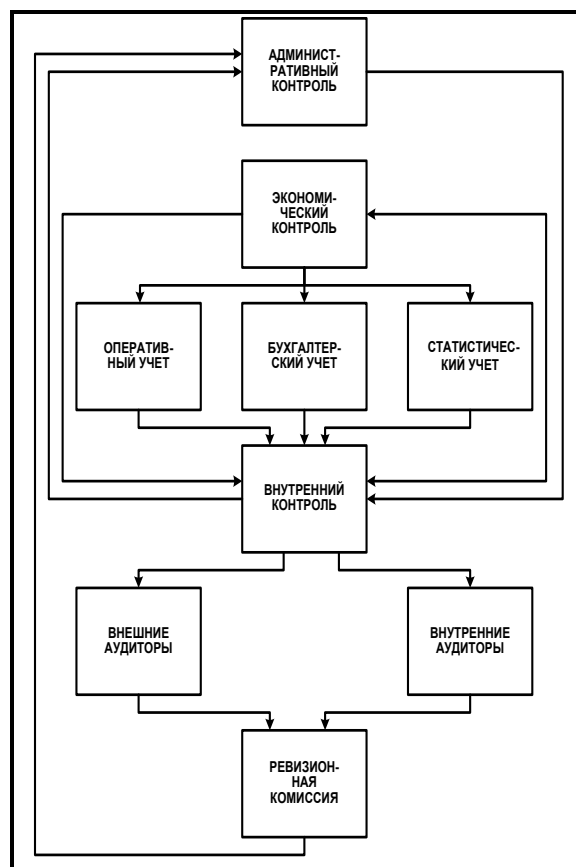 АДМИНИСТ-
РАТИВНЫЙ
КОНТРОЛЬ
ЭКОНОМИ-
ЧЕСКИЙ
КОНТРОЛЬ
ОПЕРАТИВ-
НЫЙ УЧЕТ
БУХГАЛТЕР-
СКИЙ УЧЕТ
СТАТИСТИЧЕС-
КИЙ УЧЕТ
ВНУТРЕННИЙ
КОНТРОЛЬ
ВНЕШНИЕ
АУДИТОРЫ
ВНУТРЕННИЕ
АУДИТОРЫ
РЕВИЗИОН-
НАЯ
КОМИССИЯ